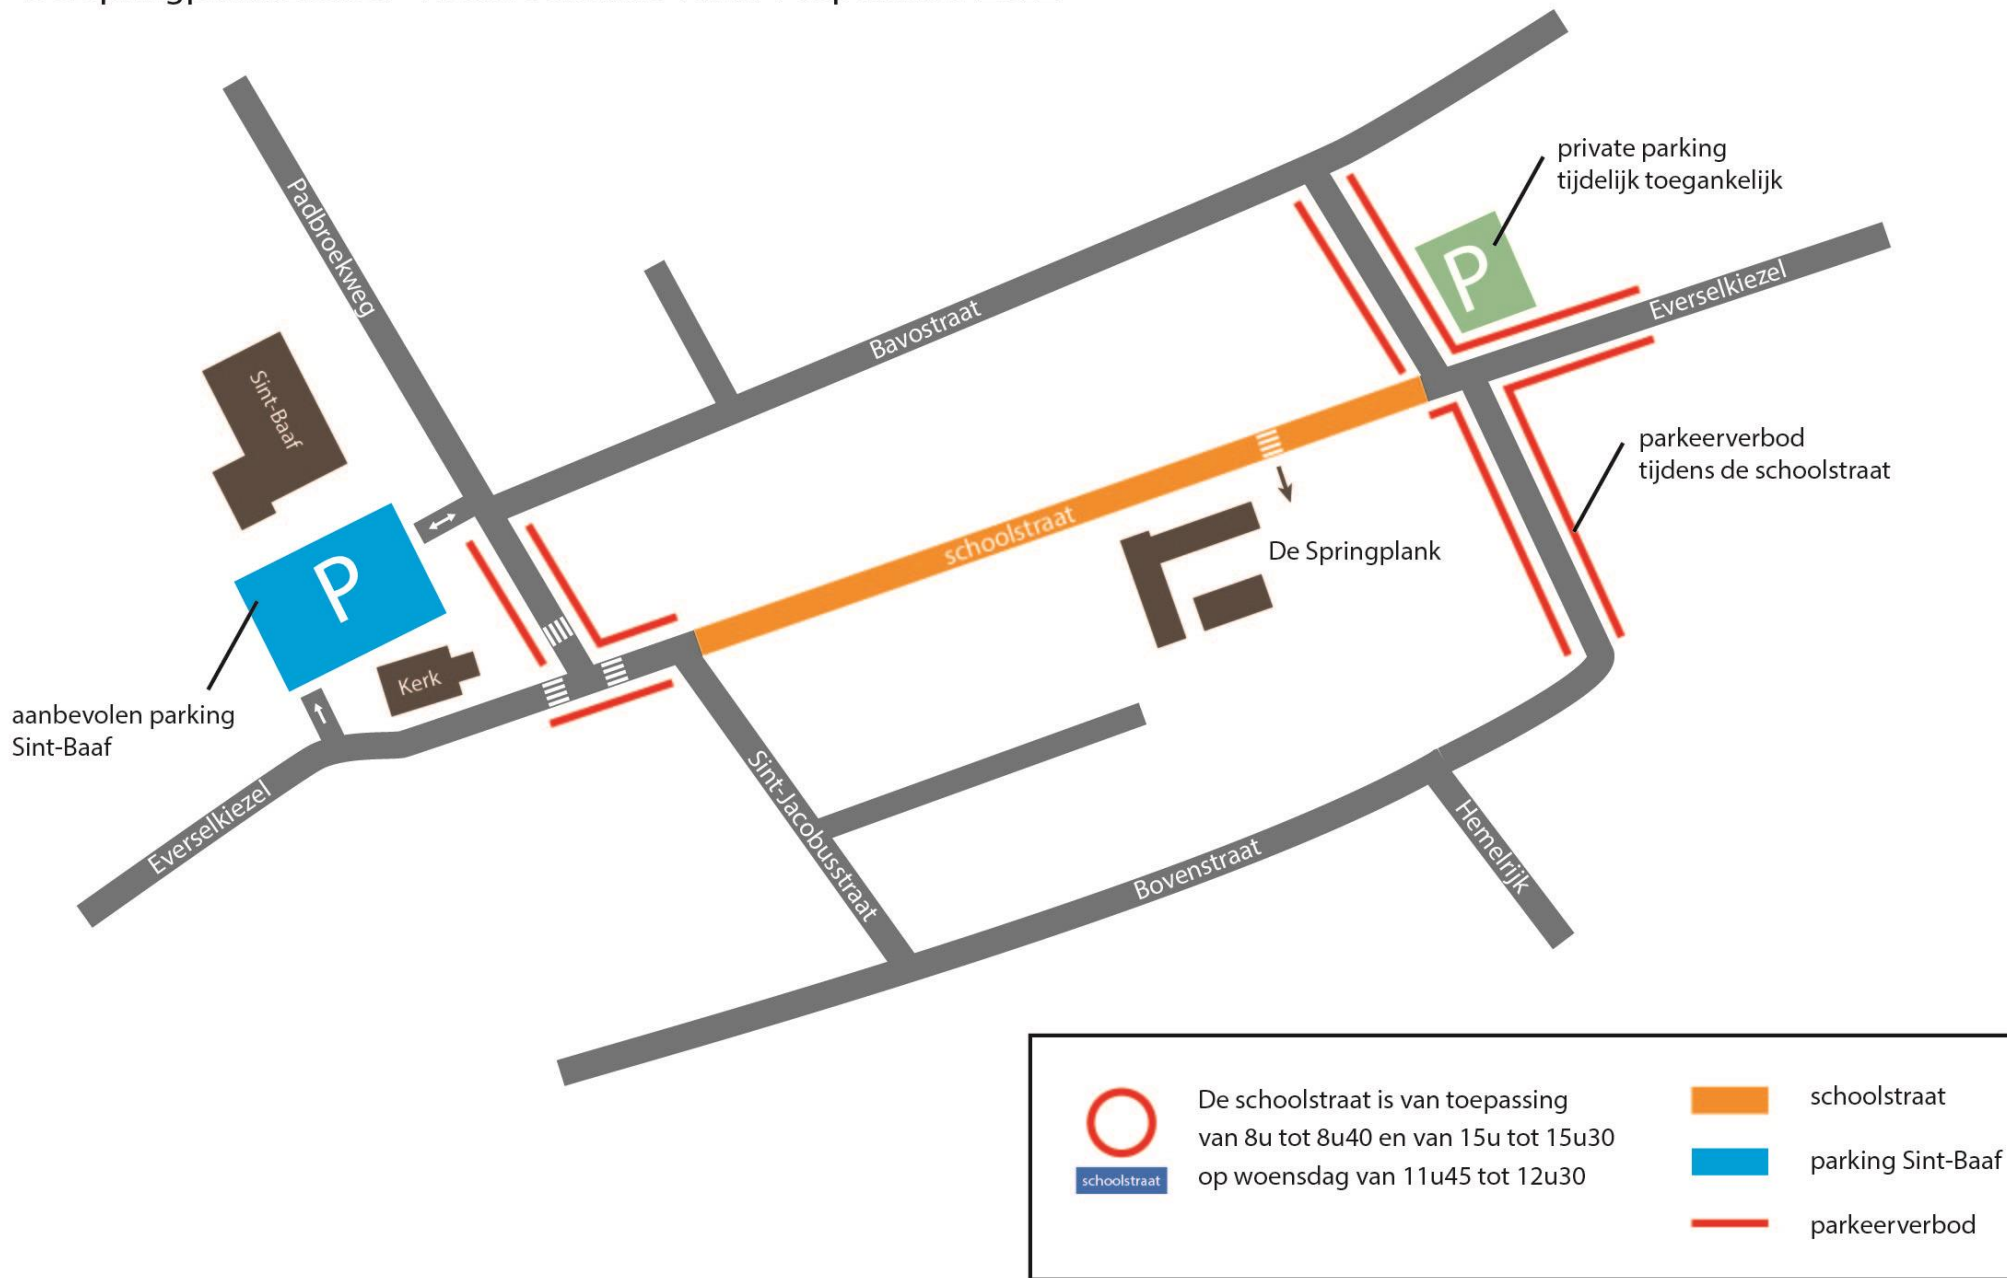 private parking
tijdelijk toegankelijk
P
Padbroekweg
Everselkiezel
Bavostraat
Sint-Baaf
parkeerverbod
tijdens de schoolstraat
schoolstraat
De Springplank
P
Kerk
aanbevolen parking
Sint-Baaf
Everselkiezel
Sint-Jacobusstraat
Bovenstraat
Hemelrijk
De schoolstraat is van toepassing
van 8u tot 8u40 en van 15u tot 15u30
op woensdag van 11u45 tot 12u30
schoolstraat
schoolstraat
parking Sint-Baaf
parkeerverbod